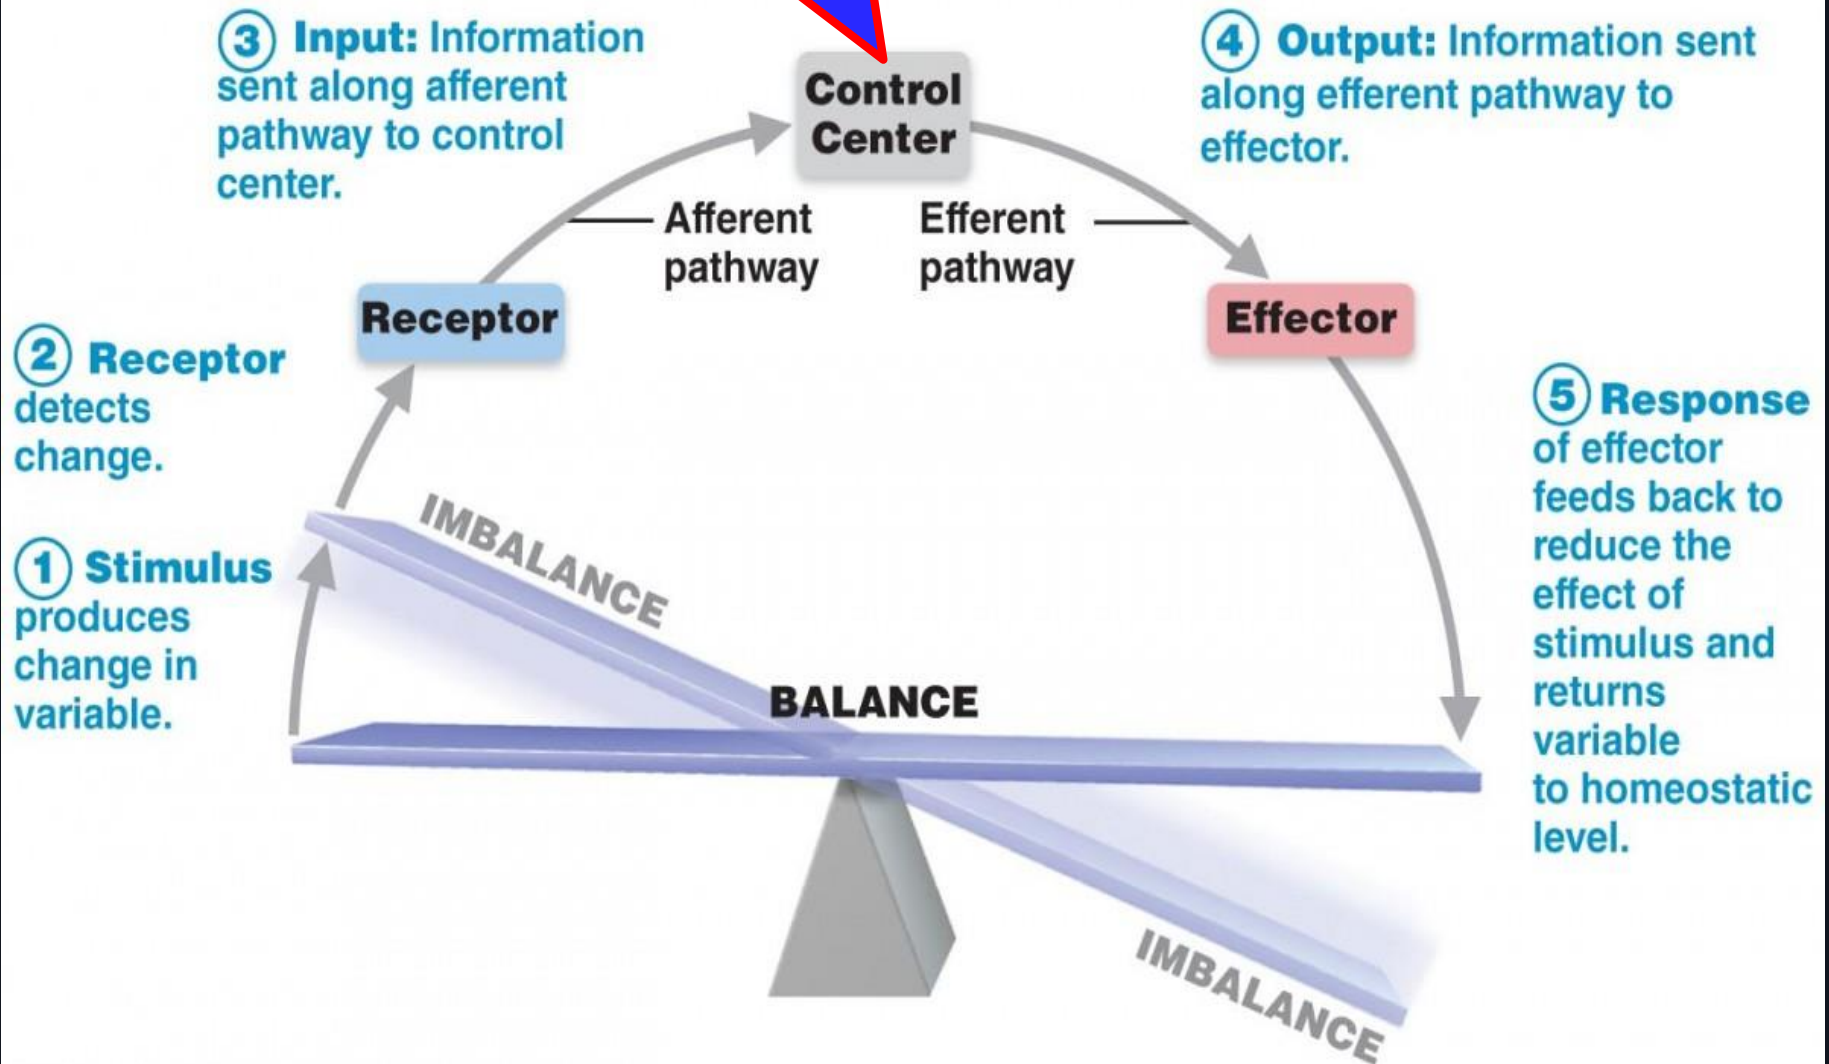 ③ Input: Information
sent along afferent
pathway to control
center.
Control
Center
④ Output: Information sent
along efferent pathway to
effector.
Afferent
pathway
Efferent
pathway
Receptor
Effector
② Receptor
detects
change.
① Stimulus
produces
change in
variable.
IMBALANCE
BALANCE
⑤ Response
of effector
feeds back to
reduce the
effect of
stimulus and
returns
variable
to homeostatic
level.
IMBALANCE